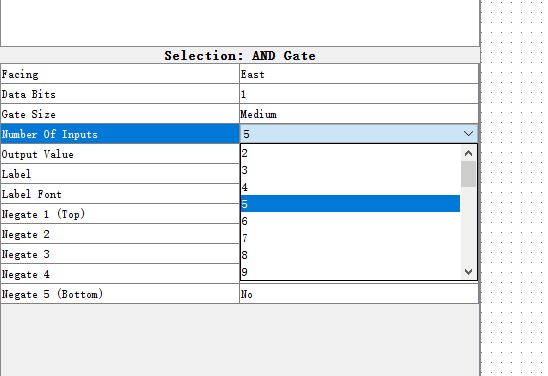 Selection: AND Gate
Facing East
Data Bits 1
Gate Size Medium
Number Of Inputs 5
Output Value
Label
Label Font
Negate 1 (Top)
Negate 2
Negate 3
Negate 4
2
3
4
5
6
7
8
9
Negate 5 (Bottom) No